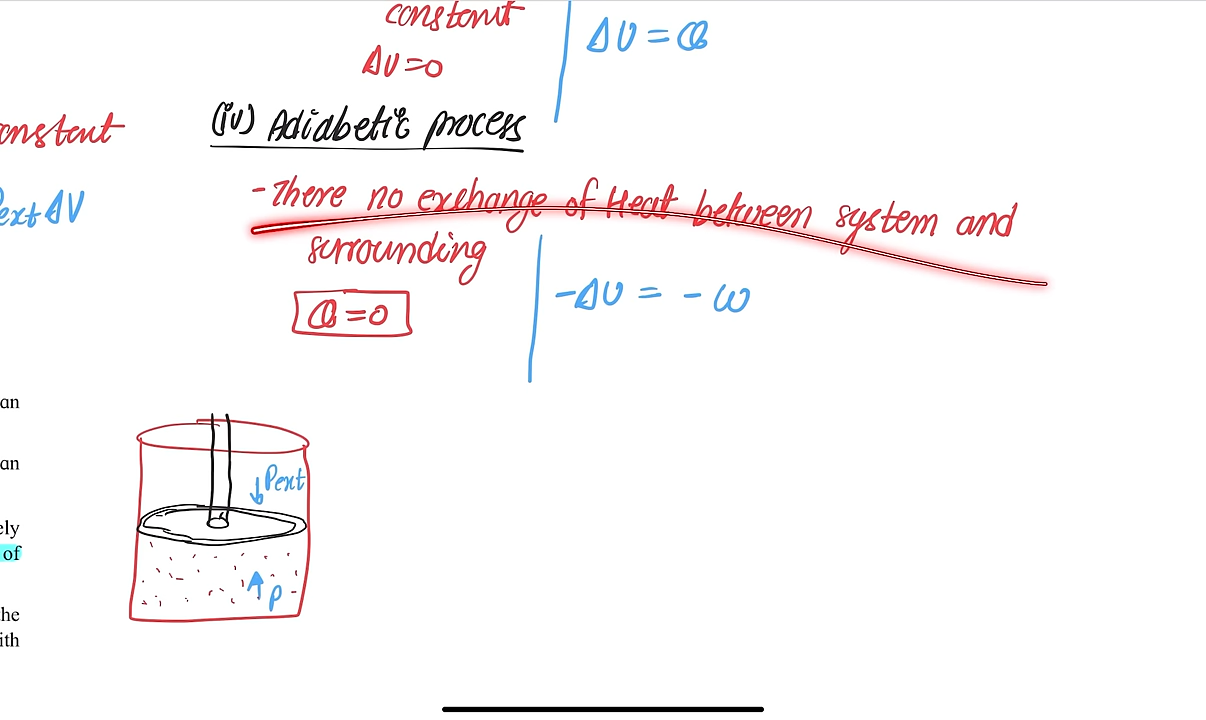 constant
ΔU = Q
ΔU = 0
onstant
(iv) Adiabetic process
ext ΔV
- There no exchange of Heat between system and
surrounding
Q = 0
-ΔU = - W
an
an
Pext
ely
of
P
he
ith